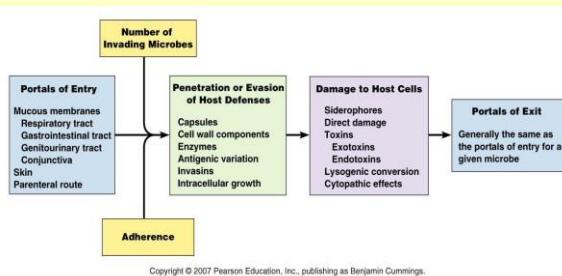 Number of
Invading Microbes
Portals of Entry
Mucous membranes
Respiratory tract
Gastrointestinal tract
Genitourinary tract
Conjunctiva
Skin
Parenteral route
Adherence
Penetration or Evasion
of Host Defenses
Capsules
Cell wall components
Enzymes
Antigenic variation
Invasins
Intracellular growth
Damage to Host Cells
Siderophores
Direct damage
Toxins
Exotoxins
Endotoxins
Lysogenic conversion
Cytopathic effects
Portals of Exit
Generally the same as
the portals of entry for a
given microbe
Copyright © 2007 Pearson Education, Inc., publishing as Benjamin Cummings.